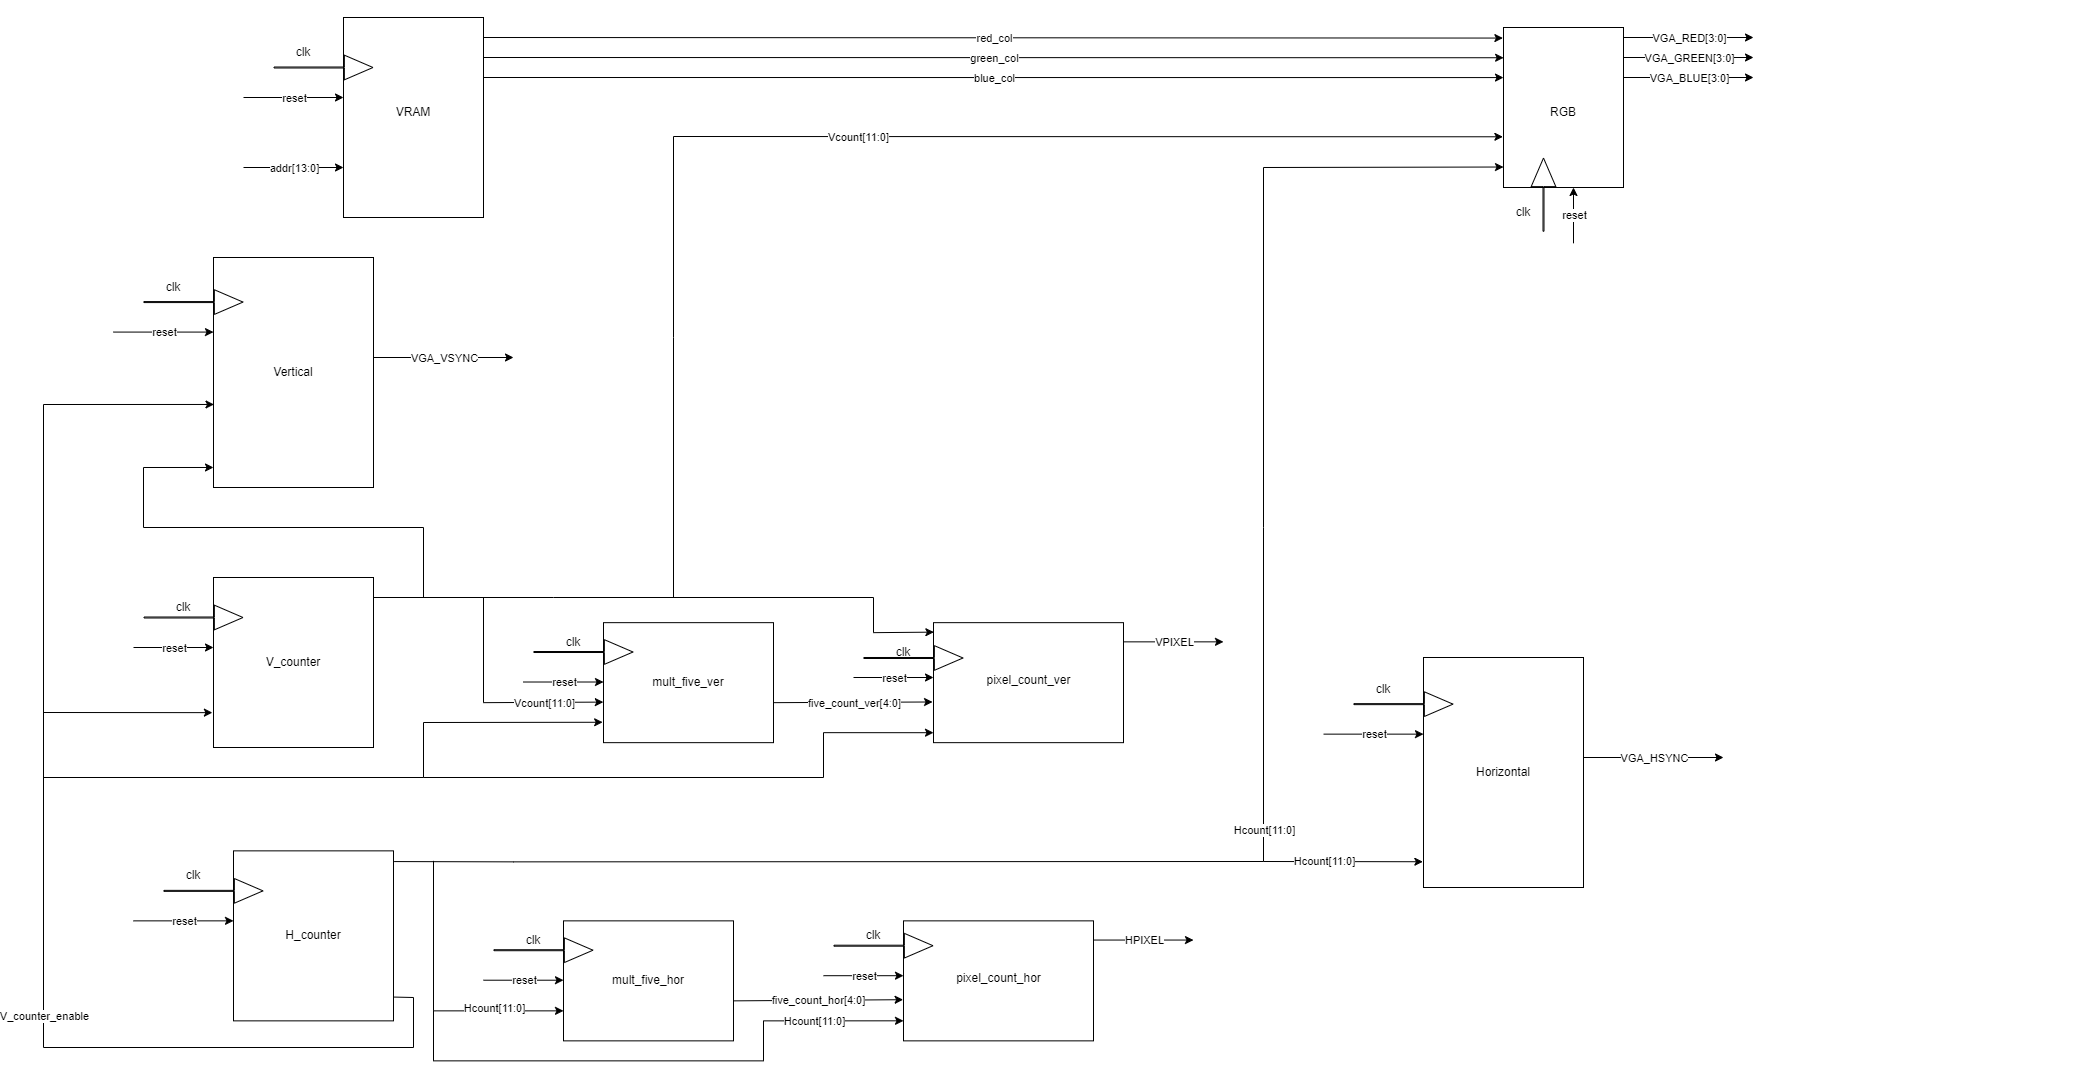 clk
reset
addr[13:0]
VRAM
red_col
green_col
blue_col
Vcount[11:0]
RGB
VGA_RED[3:0]
VGA_GREEN[3:0]
VGA_BLUE[3:0]
clk
reset
clk
reset
Vertical
VGA_VSYNC
clk
reset
V_counter
clk
reset
Vcount[11:0]
mult_five_ver
five_count_ver[4:0]
clk
reset
pixel_count_ver
VPIXEL
clk
reset
Horizontal
VGA_HSYNC
Hcount[11:0]
Hcount[11:0]
clk
reset
H_counter
V_counter_enable
clk
reset
Hcount[11:0]
mult_five_hor
five_count_hor[4:0]
Hcount[11:0]
clk
reset
pixel_count_hor
HPIXEL